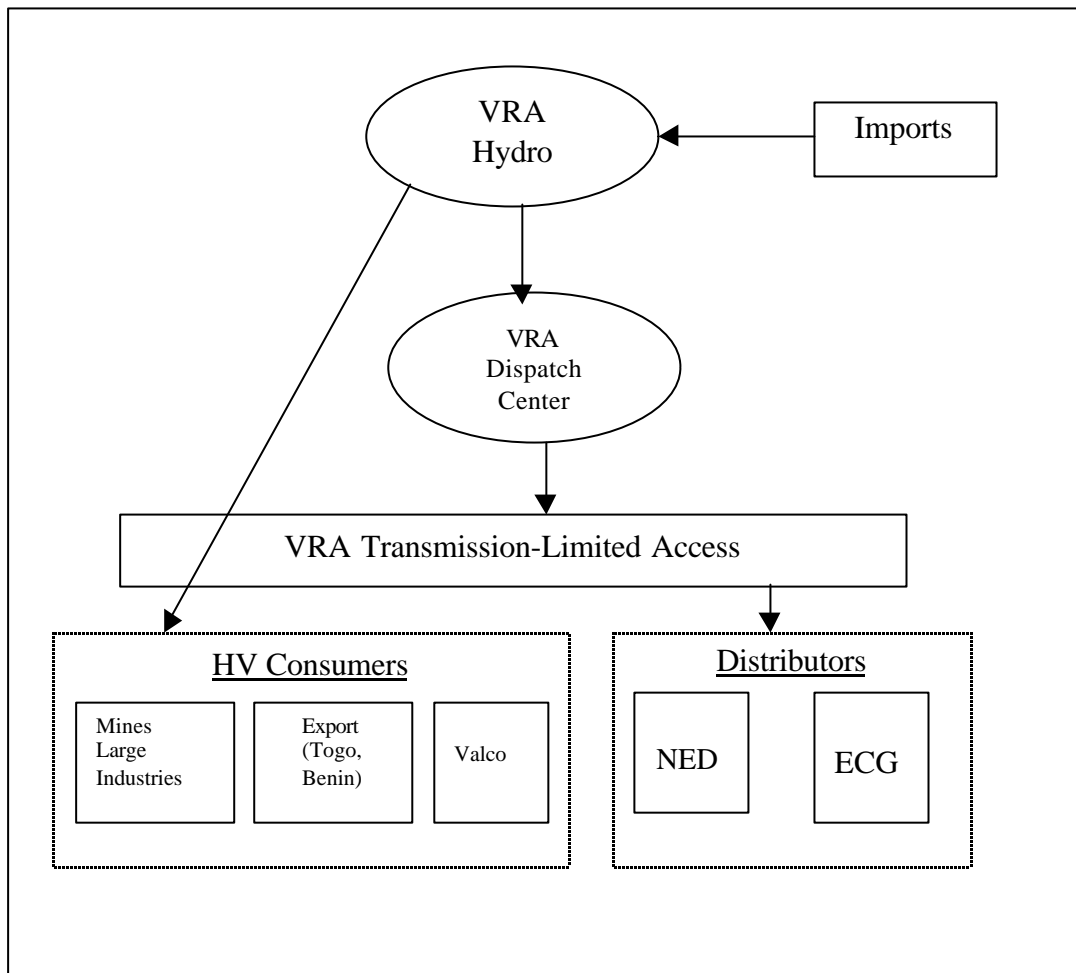 VRA
Hydro
Imports
VRA
Dispatch
Center
VRA Transmission-Limited Access
HV Consumers
Mines
Large
Industries
Export
(Togo,
Benin)
Valco
Distributors
NED
ECG